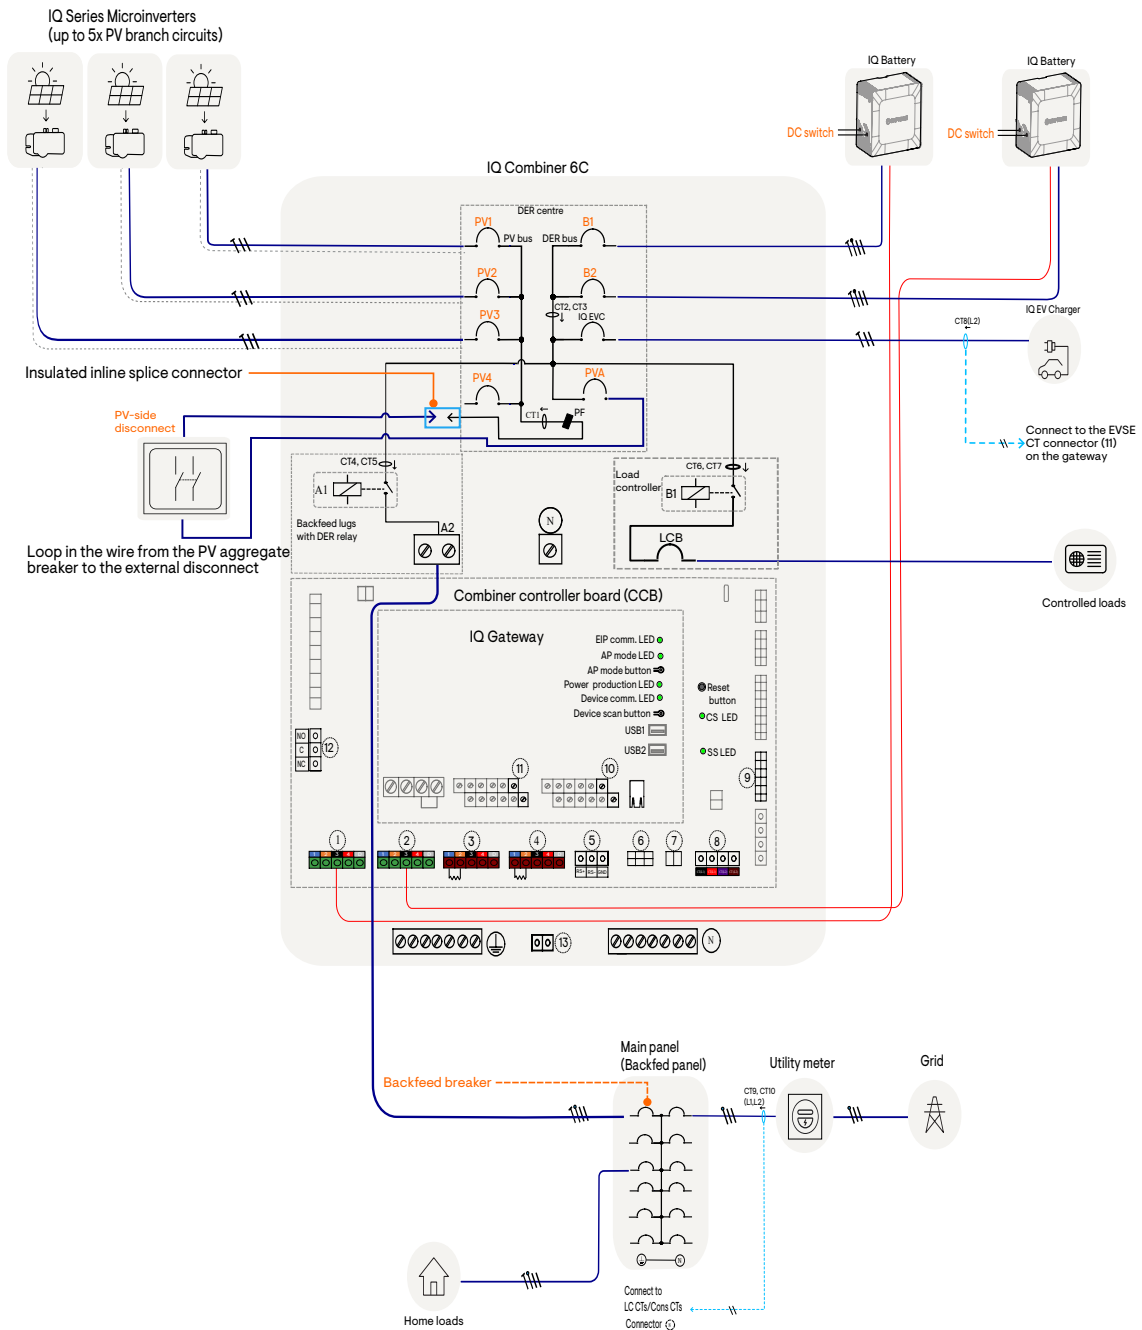 IQ Series Microinverters
(up to 5x PV branch circuits)
IQ Battery
IQ Battery
DC switch
DC switch
IQ Combiner 6C
DER centre
PV1
B1
PV bus
DER bus
PV2
B2
CT2, CT3
PV3
IQ EVC
CT8(L2)
IQ EV Charger
Insulated inline splice connector
PV4
PVA
CT1
PF
PV-side
disconnect
Connect to the EVSE
CT connector (11)
on the gateway
CT4, CT5
CT6, CT7
Load
controller
A1
B1
Backfeed lugs
with DER relay
A2
N
LCB
Loop in the wire from the PV aggregate
breaker to the external disconnect
Controlled loads
Combiner controller board (CCB)
IQ Gateway
EIP comm. LED
AP mode LED
AP mode button
Power production LED
Device comm. LED
Device scan button
USB1
USB2
Reset
button
CS LED
SS LED
NO
C
NC
12
11
10
9
1
2
3
4
5
6
7
8
RS+ RS- GND
13
N
Main panel
(Backfed panel)
Utility meter
Grid
Backfeed breaker
CT9, CT10
(L1,L2)
N
Home loads
Connect to
LC CTs/Cons CTs
Connector